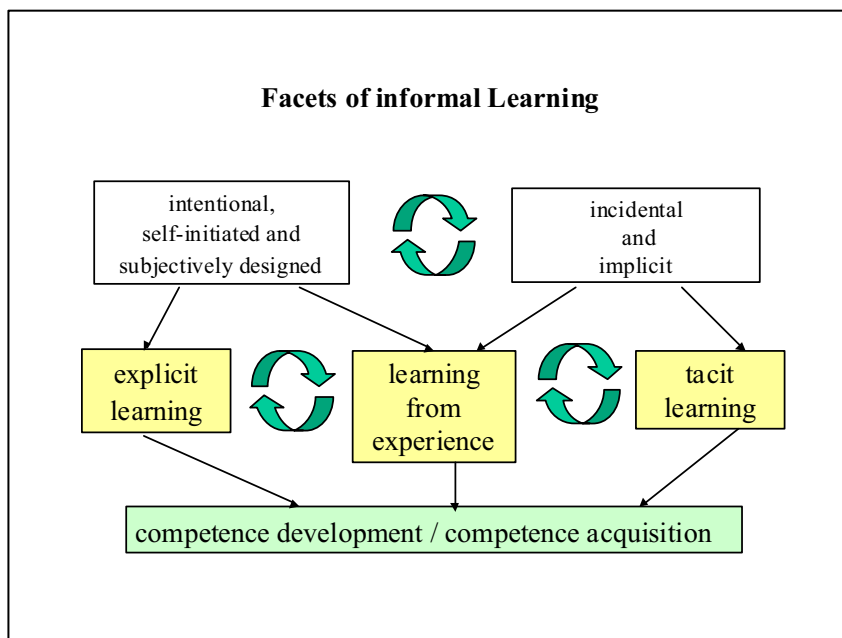 Facets of informal Learning
intentional,
self-initiated and
subjectively designed
incidental
and
implicit
explicit
learning
learning
from
experience
tacit
learning
competence development / competence acquisition